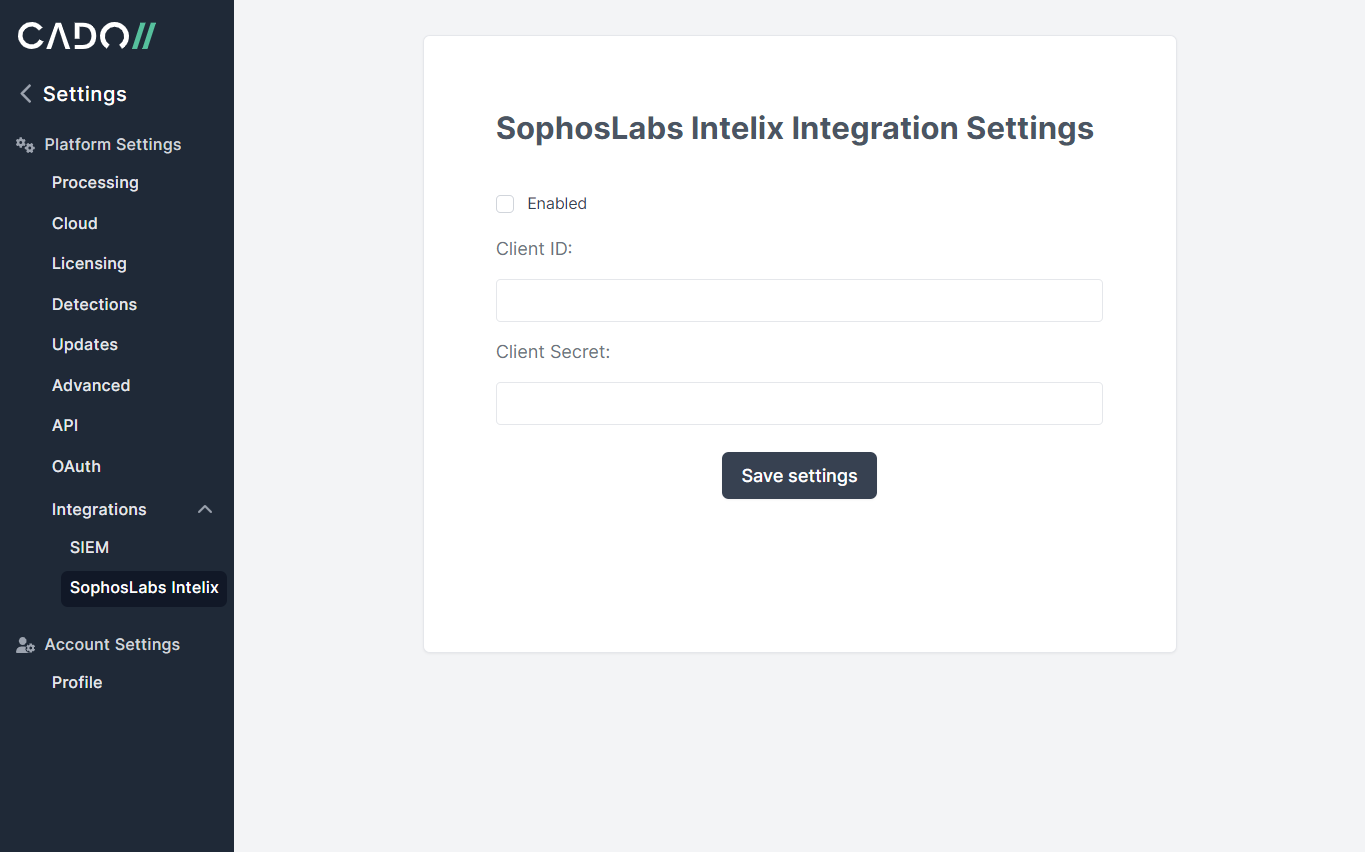 CADO//
Settings
Platform Settings
Processing
Cloud
Licensing
Detections
Updates
Advanced
API
OAuth
Integrations
SIEM
SophosLabs Intelix
Account Settings
Profile
SophosLabs Intelix Integration Settings
Enabled
Client ID:
Client Secret:
Save settings